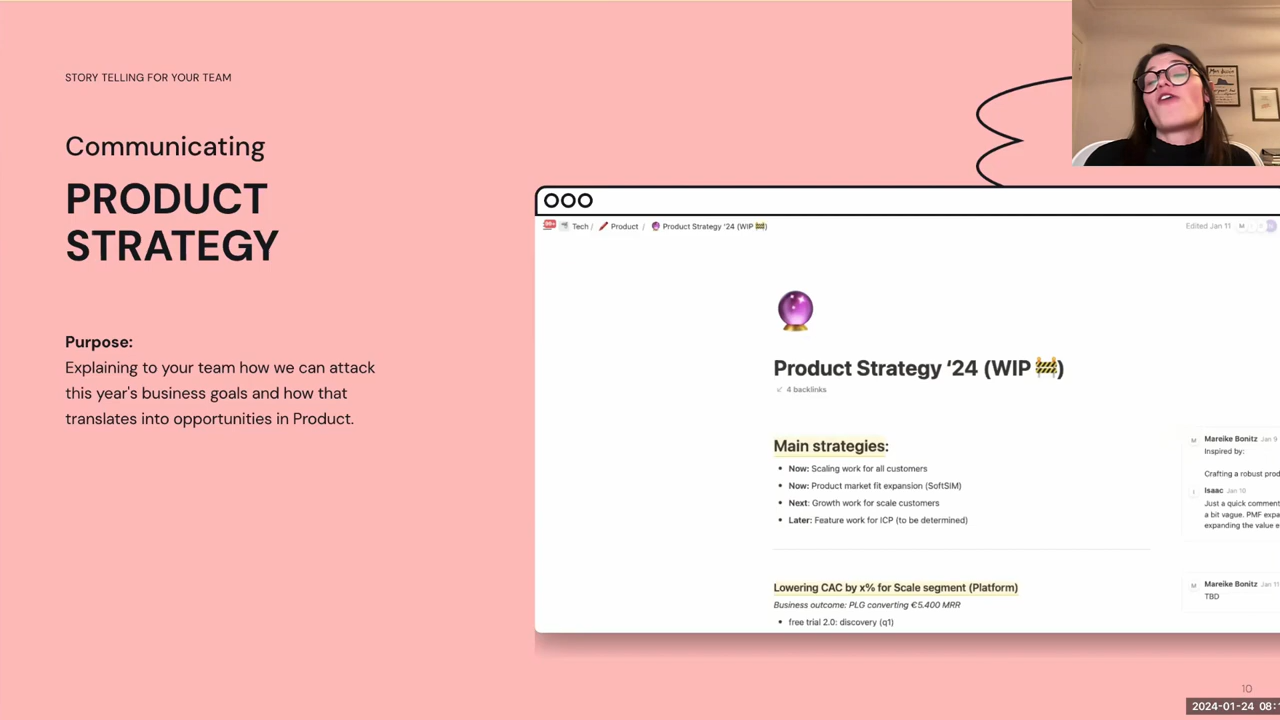 STORY TELLING FOR YOUR TEAM
Communicating
PRODUCT
STRATEGY
Purpose:
Explaining to your team how we can attack
this year's business goals and how that
translates into opportunities in Product.
Tech / Product / Product Strategy ‘24 (WIP 🚧)
Edited Jan 11
Product Strategy ‘24 (WIP 🚧)
4 backlinks
Main strategies:
• Now: Scaling work for all customers
• Now: Product market fit expansion (SoftSIM)
• Next: Growth work for scale customers
• Later: Feature work for ICP (to be determined)
Lowering CAC by x% for Scale segment (Platform)
Business outcome: PLG converting €5.400 MRR
• free trial 2.0: discovery (q1)
M Mareike Bonitz Jan 9
Inspired by:
Crafting a robust prod
I Isaac Jan 10
Just a quick comment
a bit vague. PMF expa
expanding the value e
M Mareike Bonitz Jan 11
TBD
10
2024-01-24 08: